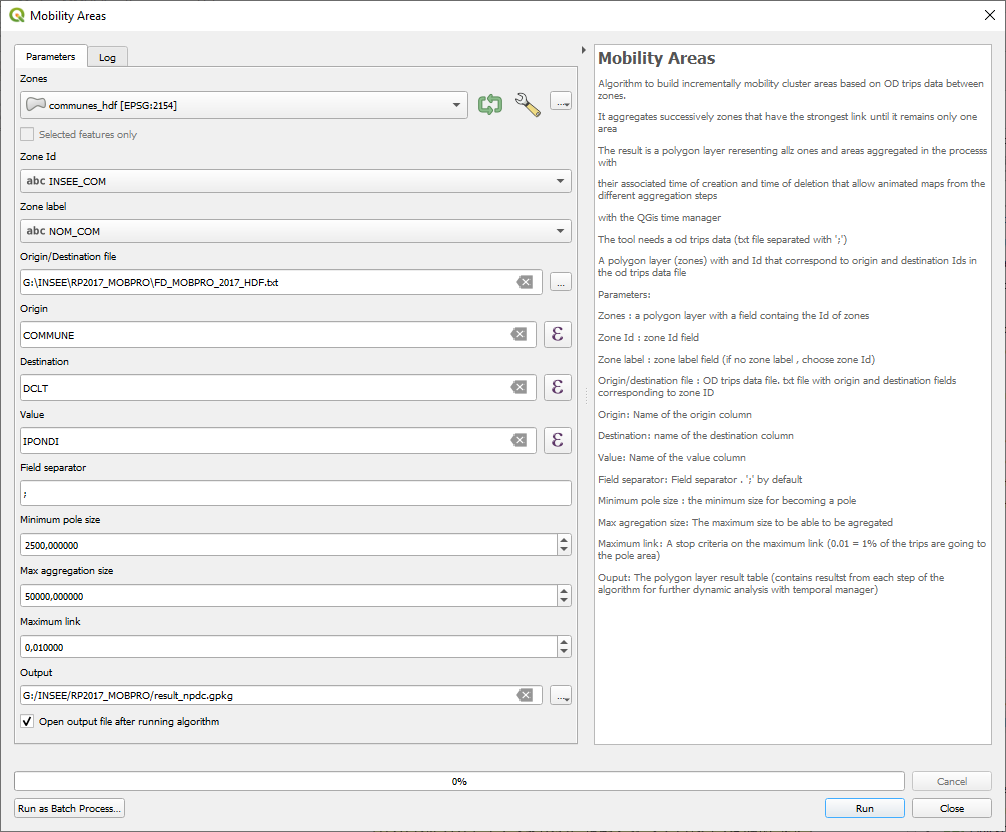 Mobility Areas
Parameters
Log
Zones
communes_hdf [EPSG:2154]
...
Selected features only
Zone Id
abc INSEE_COM
Zone label
abc NOM_COM
Origin/Destination file
G:\INSEE\RP2017_MOBPRO\FD_MOBPRO_2017_HDF.txt
...
Origin
COMMUNE
ε
Destination
DCLT
ε
Value
IPONDI
ε
Field separator
;
Minimum pole size
2500,000000
Max aggregation size
50000,000000
Maximum link
0,010000
Output
G:/INSEE/RP2017_MOBPRO/result_npdc.gpkg
...
Open output file after running algorithm
Mobility Areas
Algorithm to build incrementally mobility cluster areas based on OD trips data between
zones.
It aggregates successively zones that have the strongest link until it remains only one
area
The result is a polygon layer reresenting allz ones and areas aggregated in the processs
with
their associated time of creation and time of deletion that allow animated maps from the
different aggregation steps
with the QGis time manager
The tool needs a od trips data (txt file separated with ';')
A polygon layer (zones) with and Id that correspond to origin and destination Ids in
the od trips data file
Parameters:
Zones : a polygon layer with a field containg the Id of zones
Zone Id : zone Id field
Zone label : zone label field (if no zone label , choose zone Id)
Origin/destination file : OD trips data file. txt file with origin and destination fields
corresponding to zone ID
Origin: Name of the origin column
Destination: name of the destination column
Value: Name of the value column
Field separator: Field separator . ';' by default
Minimum pole size : the minimum size for becoming a pole
Max agregation size: The maximum size to be able to be agregated
Maximum link: A stop criteria on the maximum link (0.01 = 1% of the trips are going to
the pole area)
Ouput: The polygon layer result table (contains resultst from each step of the
algorithm for further dynamic analysis with temporal manager)
0%
Cancel
Run as Batch Process...
Run
Close